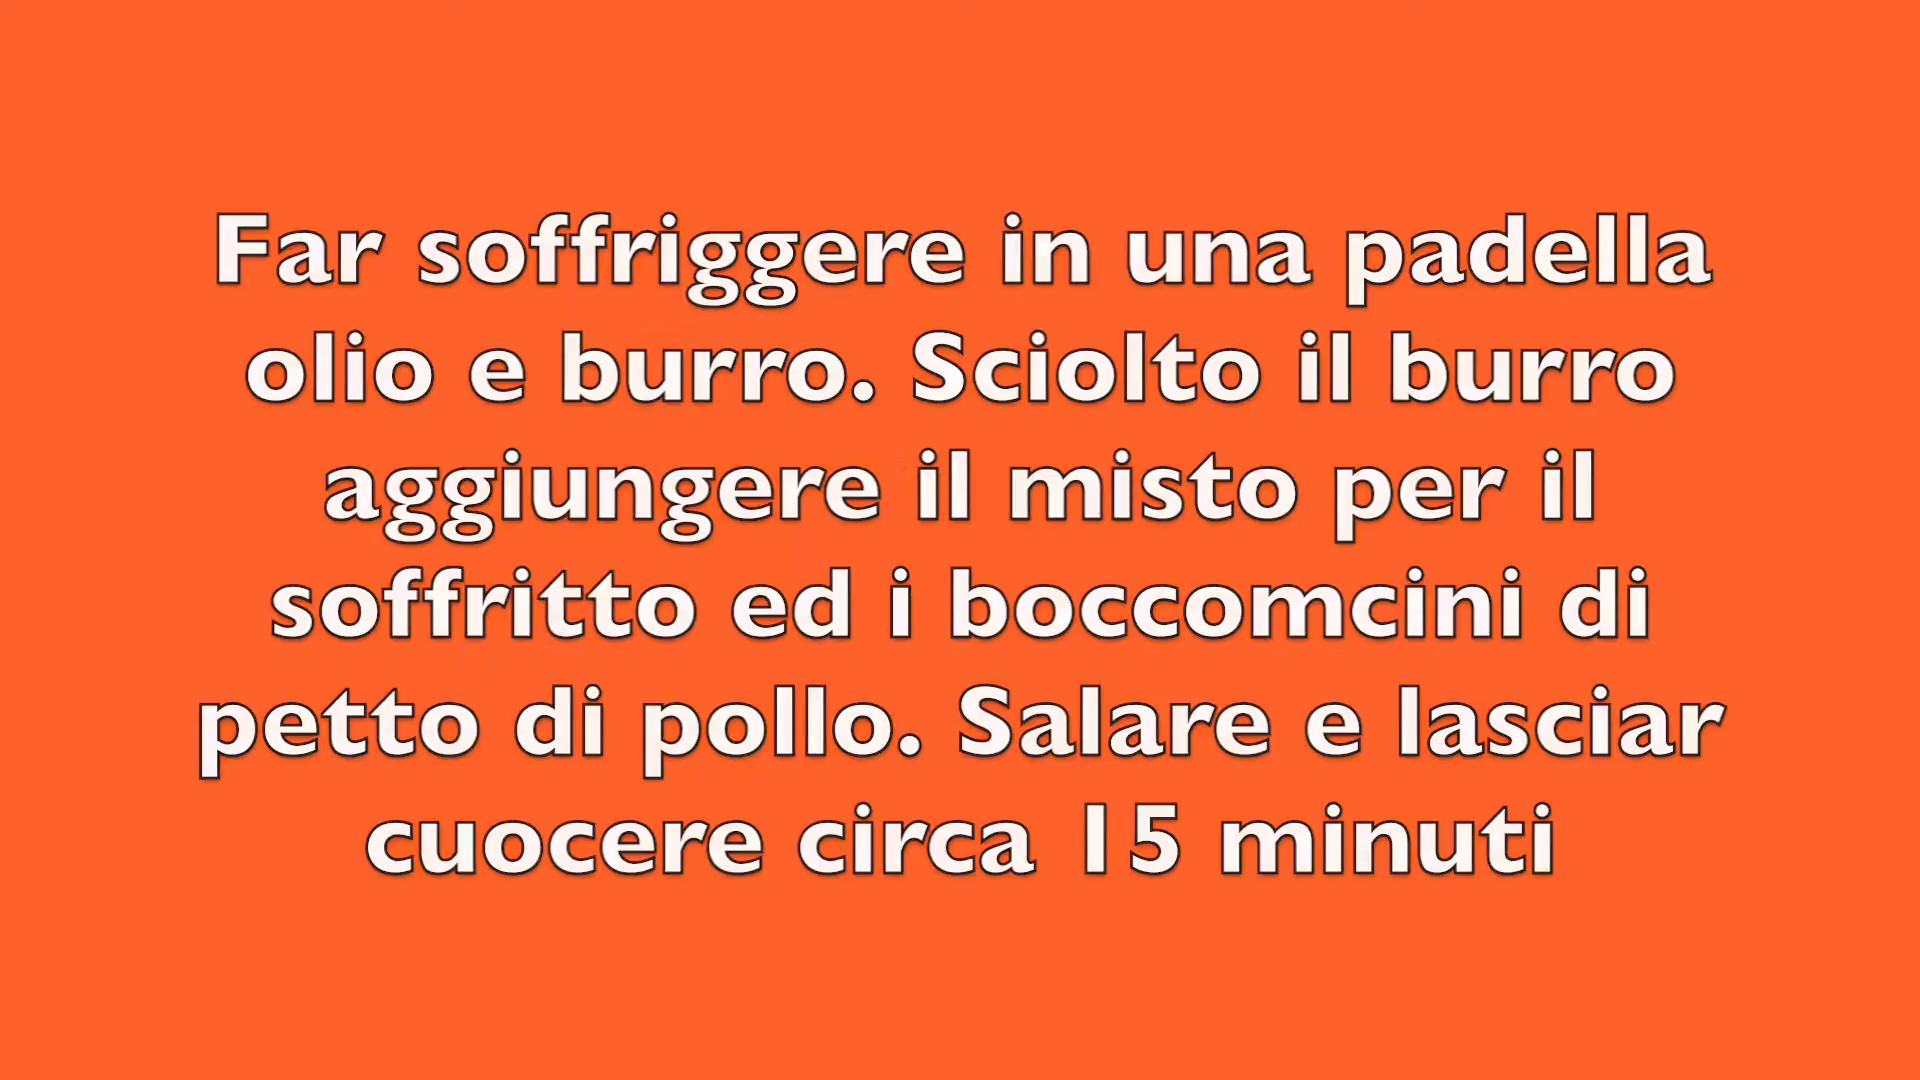 Far soffriggere in una padella
olio e burro. Sciolto il burro
aggiungere il misto per il
soffritto ed i boccomcini di
petto di pollo. Salare e lasciar
cuocere circa 15 minuti